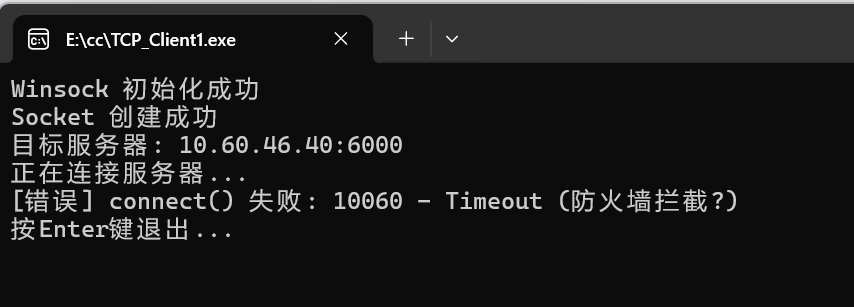 E:\cc\TCP_Client1.exe
Winsock 初始化成功
Socket 创建成功
目标服务器: 10.60.46.40:6000
正在连接服务器...
[错误] connect() 失败: 10060 - Timeout (防火墙拦截?)
按Enter键退出...